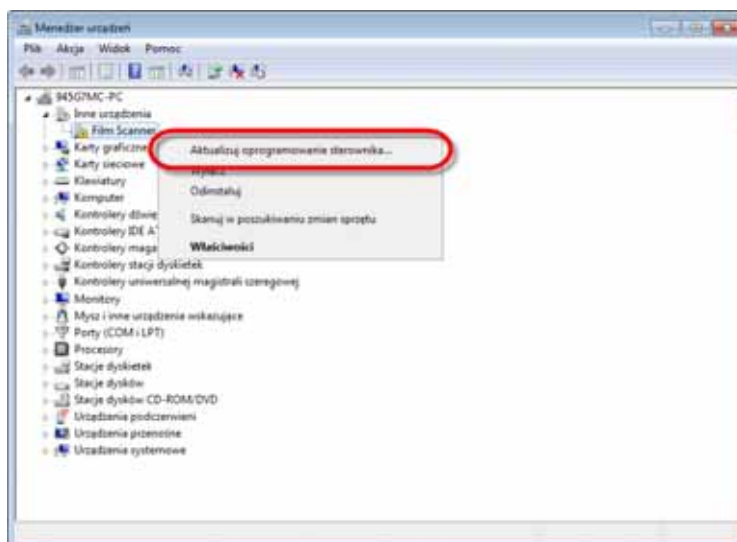 Menedżer urządzeń
Plik Akcja Widok Pomoc
945G7MC-PC
Inne urządzenia
Film Scanner
Aktualizuj oprogramowanie sterownika...
Karty graficzne
Karty sieciowe
Wyłącz
Klawiatury
Odinstaluj
Komputer
Kontrolery dźwię
Skanuj w poszukiwaniu zmian sprzętu
Kontrolery IDE A
Kontrolery maga
Właściwości
Kontrolery stacji dyskietek
Kontrolery uniwersalnej magistrali szeregowej
Monitory
Mysz i inne urządzenia wskazujące
Porty (COM i LPT)
Procesory
Stacje dyskietek
Stacje dysków
Stacje dysków CD-ROM/DVD
Urządzenia podczerwieni
Urządzenia przenośne
Urządzenia systemowe